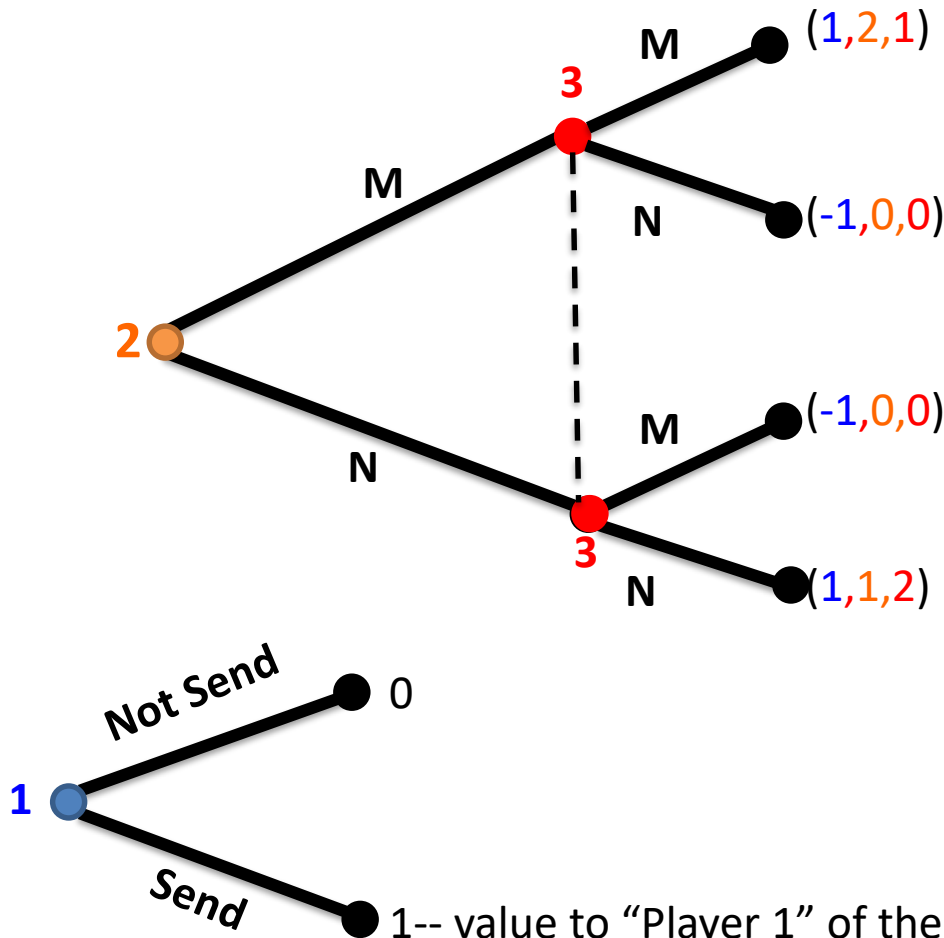 M (1,2,1)
3
M
N (-1,0,0)
2
M (-1,0,0)
N
3
N (1,1,2)
Not Send 0
1
Send
1-- value to “Player 1” of the